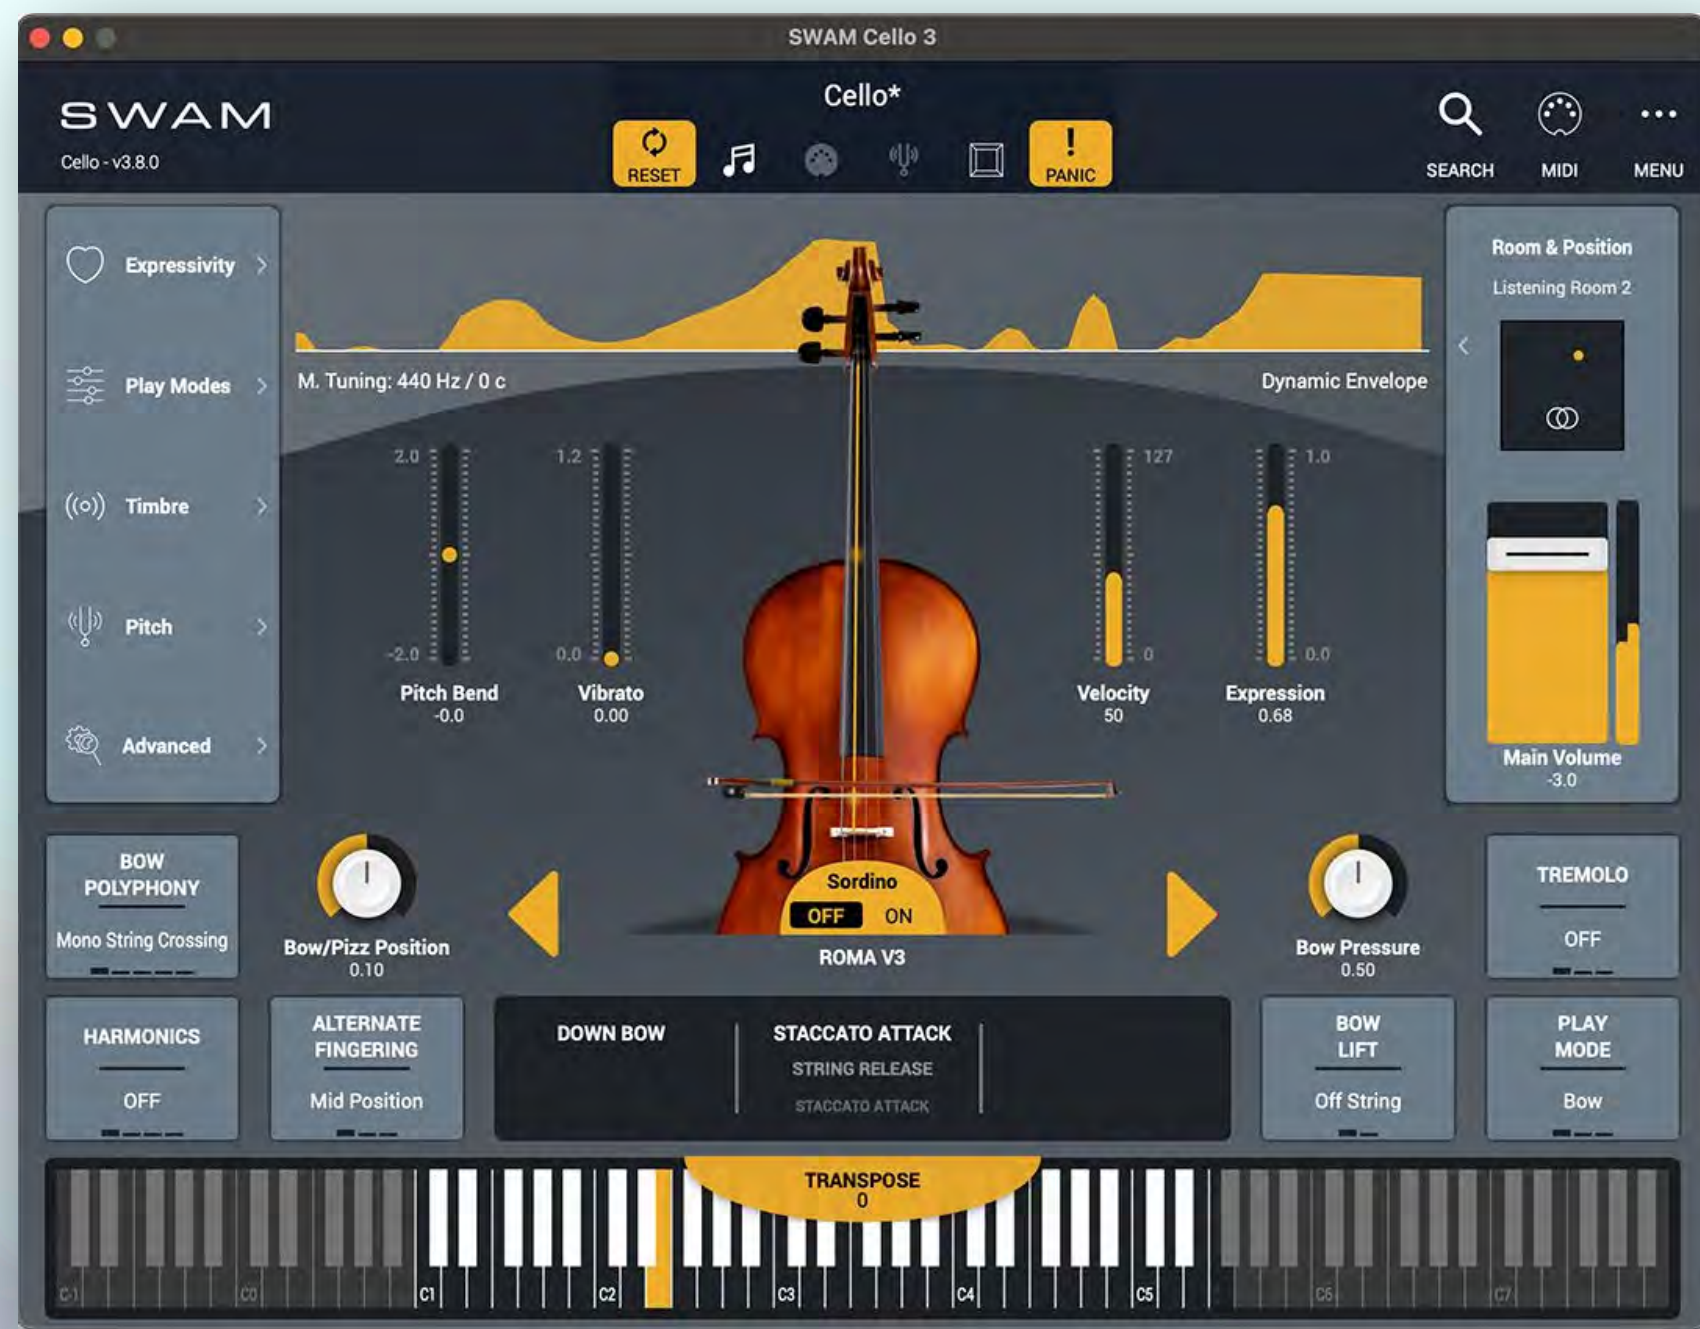 SWAM Cello 3
SWAM
Cello - v3.8.0
Cello*
RESET
PANIC
SEARCH
MIDI
MENU
Expressivity
Play Modes
Timbre
Pitch
Advanced
M. Tuning: 440 Hz / 0 c
Dynamic Envelope
2.0
-2.0
Pitch Bend
-0.0
1.2
0.0
Vibrato
0.00
127
0
Velocity
50
1.0
0.0
Expression
0.68
Room & Position
Listening Room 2
Main Volume
-3.0
BOW
POLYPHONY
Mono String Crossing
Bow/Pizz Position
0.10
Sordino
OFF ON
ROMA V3
Bow Pressure
0.50
TREMOLO
OFF
HARMONICS
OFF
ALTERNATE
FINGERING
Mid Position
DOWN BOW
STACCATO ATTACK
STRING RELEASE
STACCATO ATTACK
BOW
LIFT
Off String
PLAY
MODE
Bow
TRANSPOSE
0
C-1 C0 C1 C2 C3 C4 C5 C6 C7